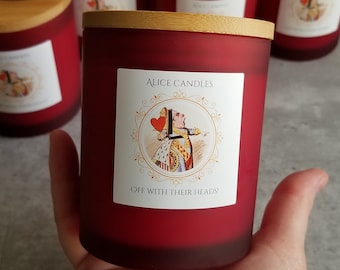 Alice Candles
'Off with their heads'